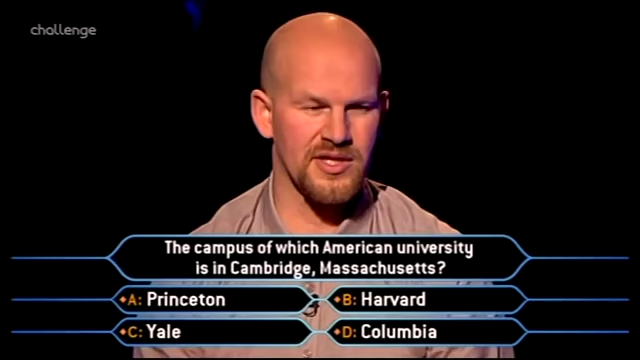 challenge
The campus of which American university
is in Cambridge, Massachusetts?
A: Princeton
B: Harvard
C: Yale
D: Columbia